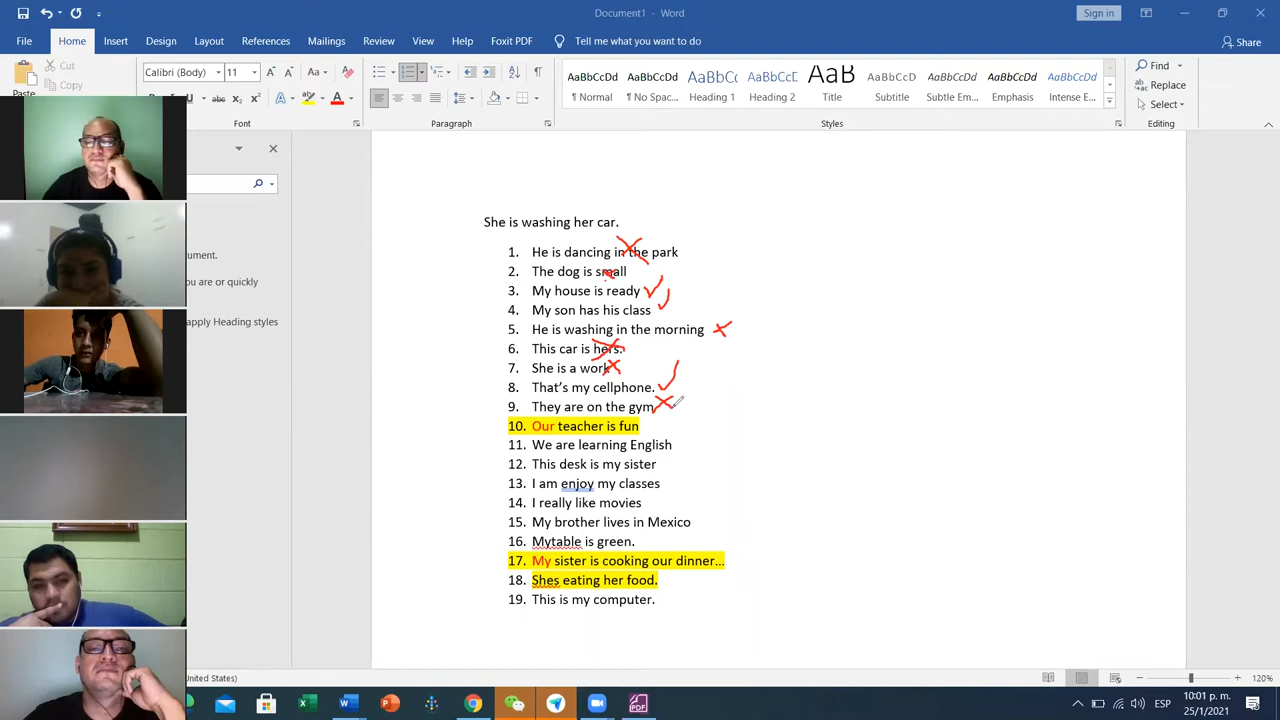 Document1 - Word
Sign in
File Home Insert Design Layout References Mailings Review View Help Foxit PDF Tell me what you want to do Share
Cut
Copy
Paste
Calibri (Body) 11
Font
Paragraph
AaBbCcDd AaBbCcDd AaBbCc AaBbCcD AaB AaBbCcD AaBbCcDd AaBbCcDd AaBbCcDd
¶ Normal ¶ No Spac... Heading 1 Heading 2 Title Subtitle Subtle Em... Emphasis Intense E...
Styles
Find
Replace
Select
Editing
ocument.
u are or quickly
apply Heading styles
She is washing her car.
1. He is dancing in the park
2. The dog is small
3. My house is ready
4. My son has his class
5. He is washing in the morning
6. This car is hers.
7. She is a work
8. That's my cellphone.
9. They are on the gym
10. Our teacher is fun
11. We are learning English
12. This desk is my sister
13. I am enjoy my classes
14. I really like movies
15. My brother lives in Mexico
16. Mytable is green.
17. My sister is cooking our dinner...
18. Shes eating her food.
19. This is my computer.
United States)
120%
ESP
10:01 p. m.
25/1/2021